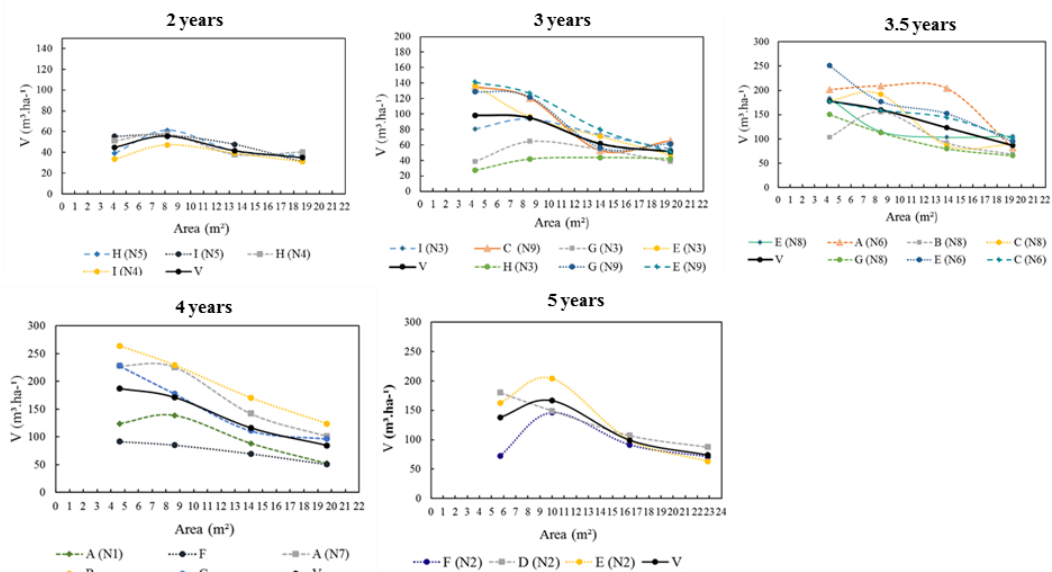 2 years
V (m³.ha-¹)
140
120
100
80
60
40
20
0
0 1 2 3 4 5 6 7 8 9 10 11 12 13 14 15 16 17 18 19 20 21 22
Area (m²)
H (N5) I (N5) H (N4)
I (N4) V
3 years
V (m³.ha-¹)
200
180
160
140
120
100
80
60
40
20
0
0 1 2 3 4 5 6 7 8 9 10 11 12 13 14 15 16 17 18 19 20 21 22
Area (m²)
I (N3) C (N9) G (N3) E (N3)
V H (N3) G (N9) E (N9)
3.5 years
V (m³.ha-¹)
300
250
200
150
100
50
0
0 1 2 3 4 5 6 7 8 9 10 11 12 13 14 15 16 17 18 19 20 21 22
Area (m²)
E (N8) A (N6) B (N8) C (N8)
V G (N8) E (N6) C (N6)
4 years
V (m³.ha-¹)
300
250
200
150
100
50
0
0 1 2 3 4 5 6 7 8 9 10 11 12 13 14 15 16 17 18 19 20 21 22
Area (m²)
A (N1) F A (N7)
5 years
V (m³.ha-¹)
300
250
200
150
100
50
0
0 1 2 3 4 5 6 7 8 9 10 11 12 13 14 15 16 17 18 19 20 21 22 23 24
Area (m²)
F (N2) D (N2) E (N2) V